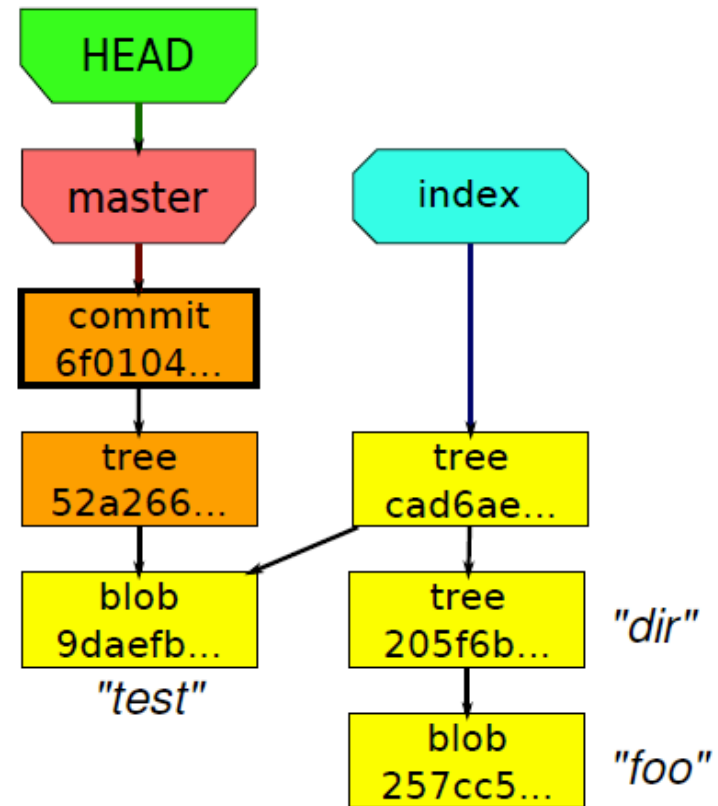 HEAD
master
index
commit
6f0104...
tree
52a266...
tree
cad6ae...
blob
9daefb...
"test"
tree
205f6b...
"dir"
blob
257cc5...
"foo"